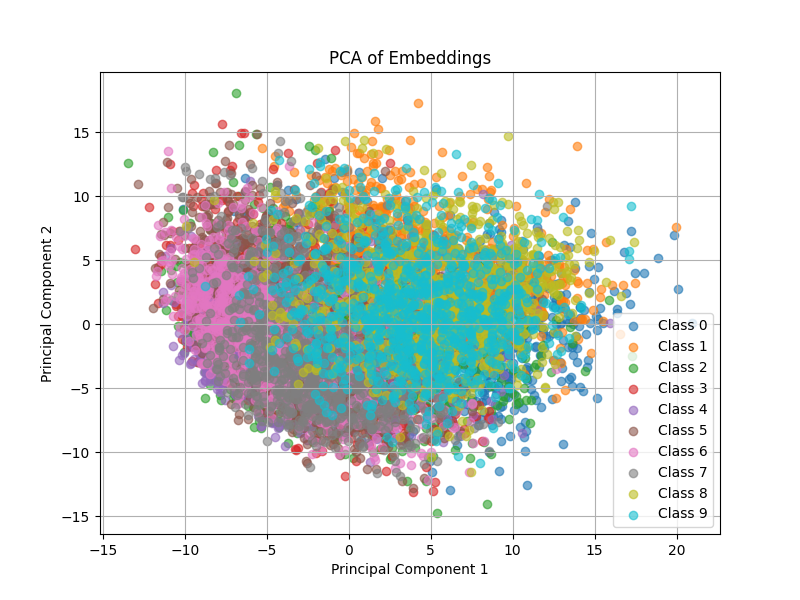 PCA of Embeddings
Principal Component 2
15
10
5
0
−5
−10
−15
−15
−10
−5
0
5
10
15
20
Principal Component 1
Class 0
Class 1
Class 2
Class 3
Class 4
Class 5
Class 6
Class 7
Class 8
Class 9